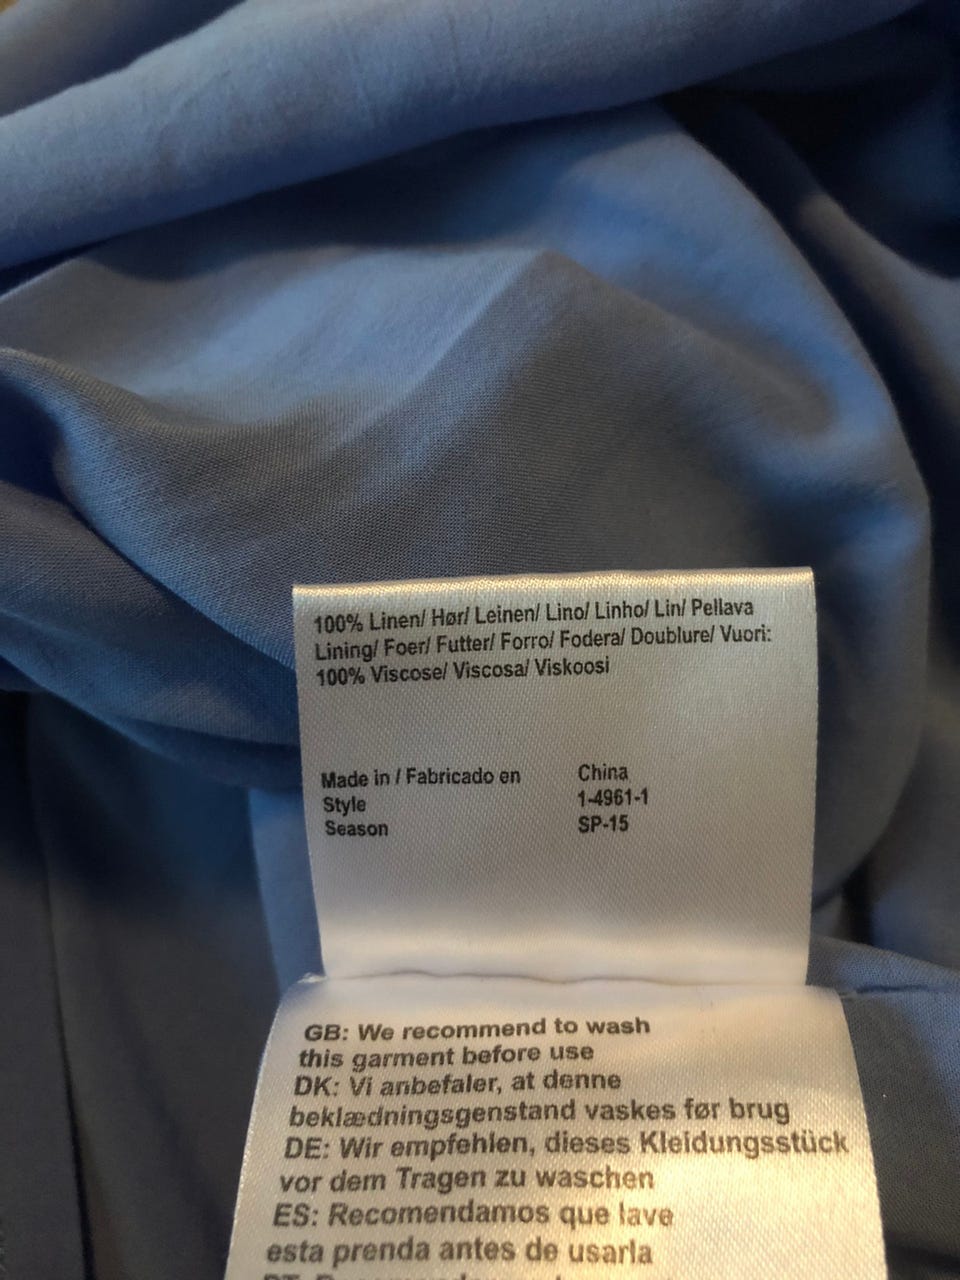 100% Linen/ Hør/ Leinen/ Lino/ Linho/ Lin/ Pellava
Lining/ Foer/ Futter/ Forro/ Fodera/ Doublure/ Vuori:
100% Viscose/ Viscosa/ Viskoosi
Made in / Fabricado en China
Style 1-4961-1
Season SP-15
GB: We recommend to wash
this garment before use
DK: Vi anbefaler, at denne
beklædningsgenstand vaskes før brug
DE: Wir empfehlen, dieses Kleidungsstück
vor dem Tragen zu waschen
ES: Recomendamos que lave
esta prenda antes de usarla